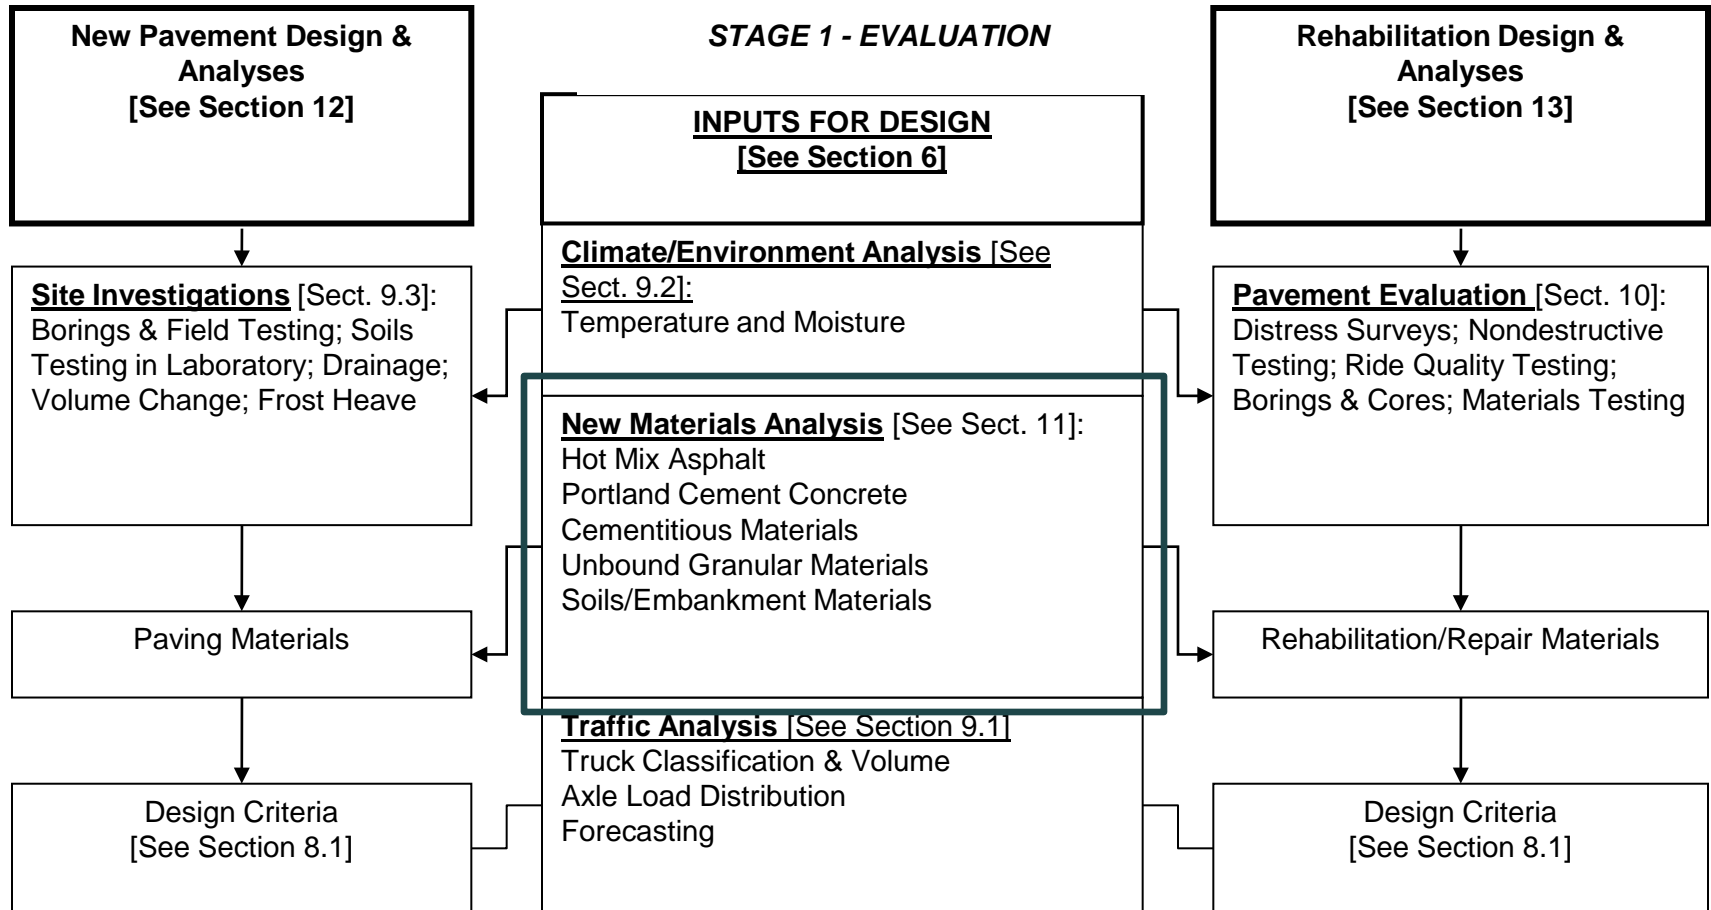 New Pavement Design &
Analyses
[See Section 12]
STAGE 1 - EVALUATION
Rehabilitation Design &
Analyses
[See Section 13]
INPUTS FOR DESIGN
[See Section 6]
Site Investigations [Sect. 9.3]:
Borings & Field Testing; Soils
Testing in Laboratory; Drainage;
Volume Change; Frost Heave
Climate/Environment Analysis [See
Sect. 9.2]:
Temperature and Moisture
Pavement Evaluation [Sect. 10]:
Distress Surveys; Nondestructive
Testing; Ride Quality Testing;
Borings & Cores; Materials Testing
New Materials Analysis [See Sect. 11]:
Hot Mix Asphalt
Portland Cement Concrete
Cementitious Materials
Unbound Granular Materials
Soils/Embankment Materials
Paving Materials
Rehabilitation/Repair Materials
Traffic Analysis [See Section 9.1]
Truck Classification & Volume
Axle Load Distribution
Forecasting
Design Criteria
[See Section 8.1]
Design Criteria
[See Section 8.1]